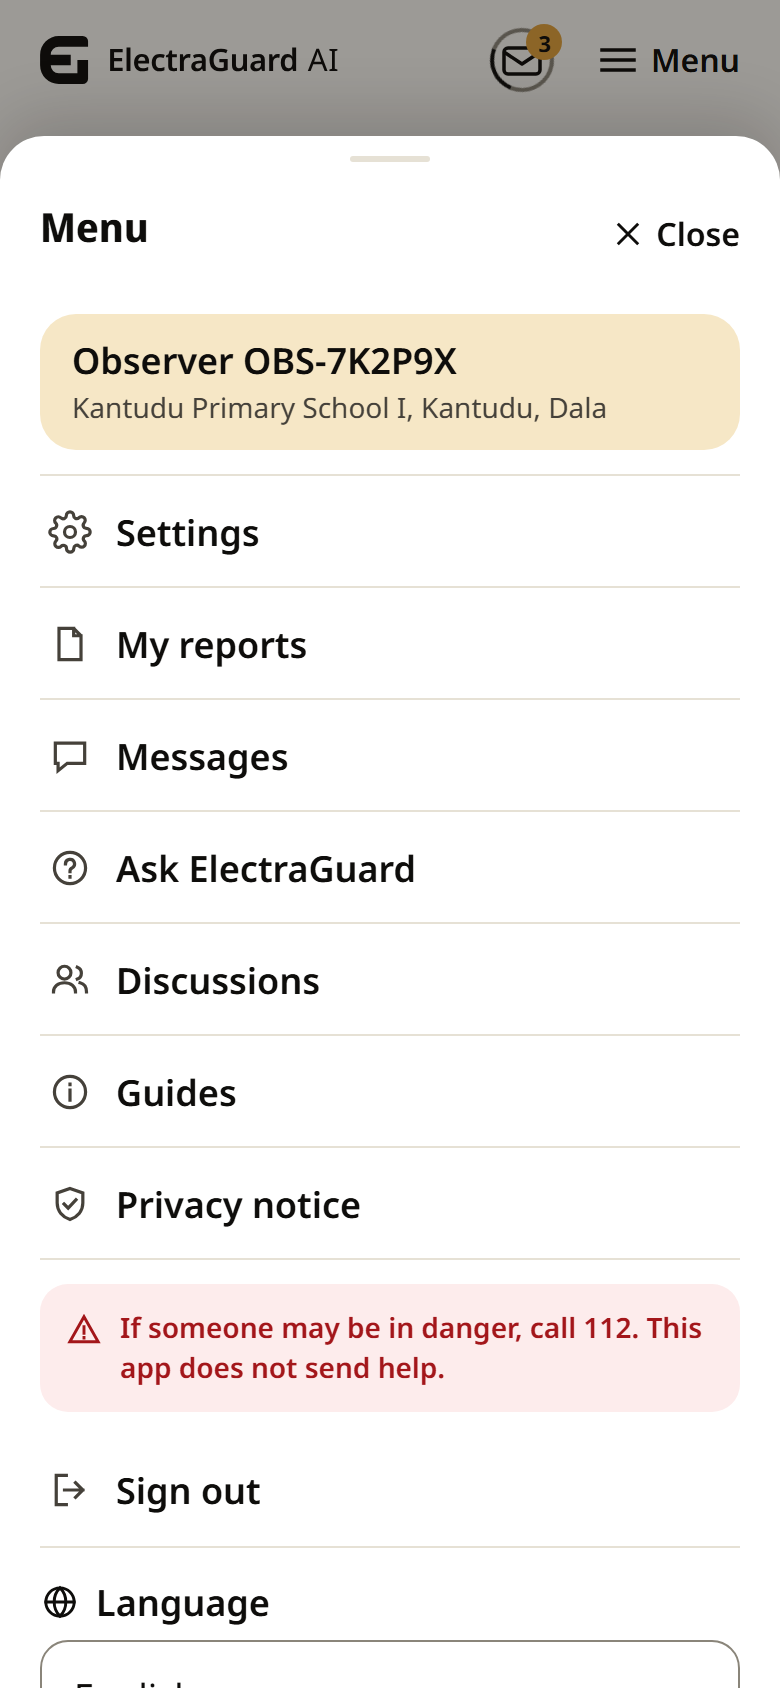 ElectraGuard AI
3
Menu
Menu
Close
Observer OBS-7K2P9X
Kantudu Primary School I, Kantudu, Dala
Settings
My reports
Messages
Ask ElectraGuard
Discussions
Guides
Privacy notice
If someone may be in danger, call 112. This
app does not send help.
Sign out
Language